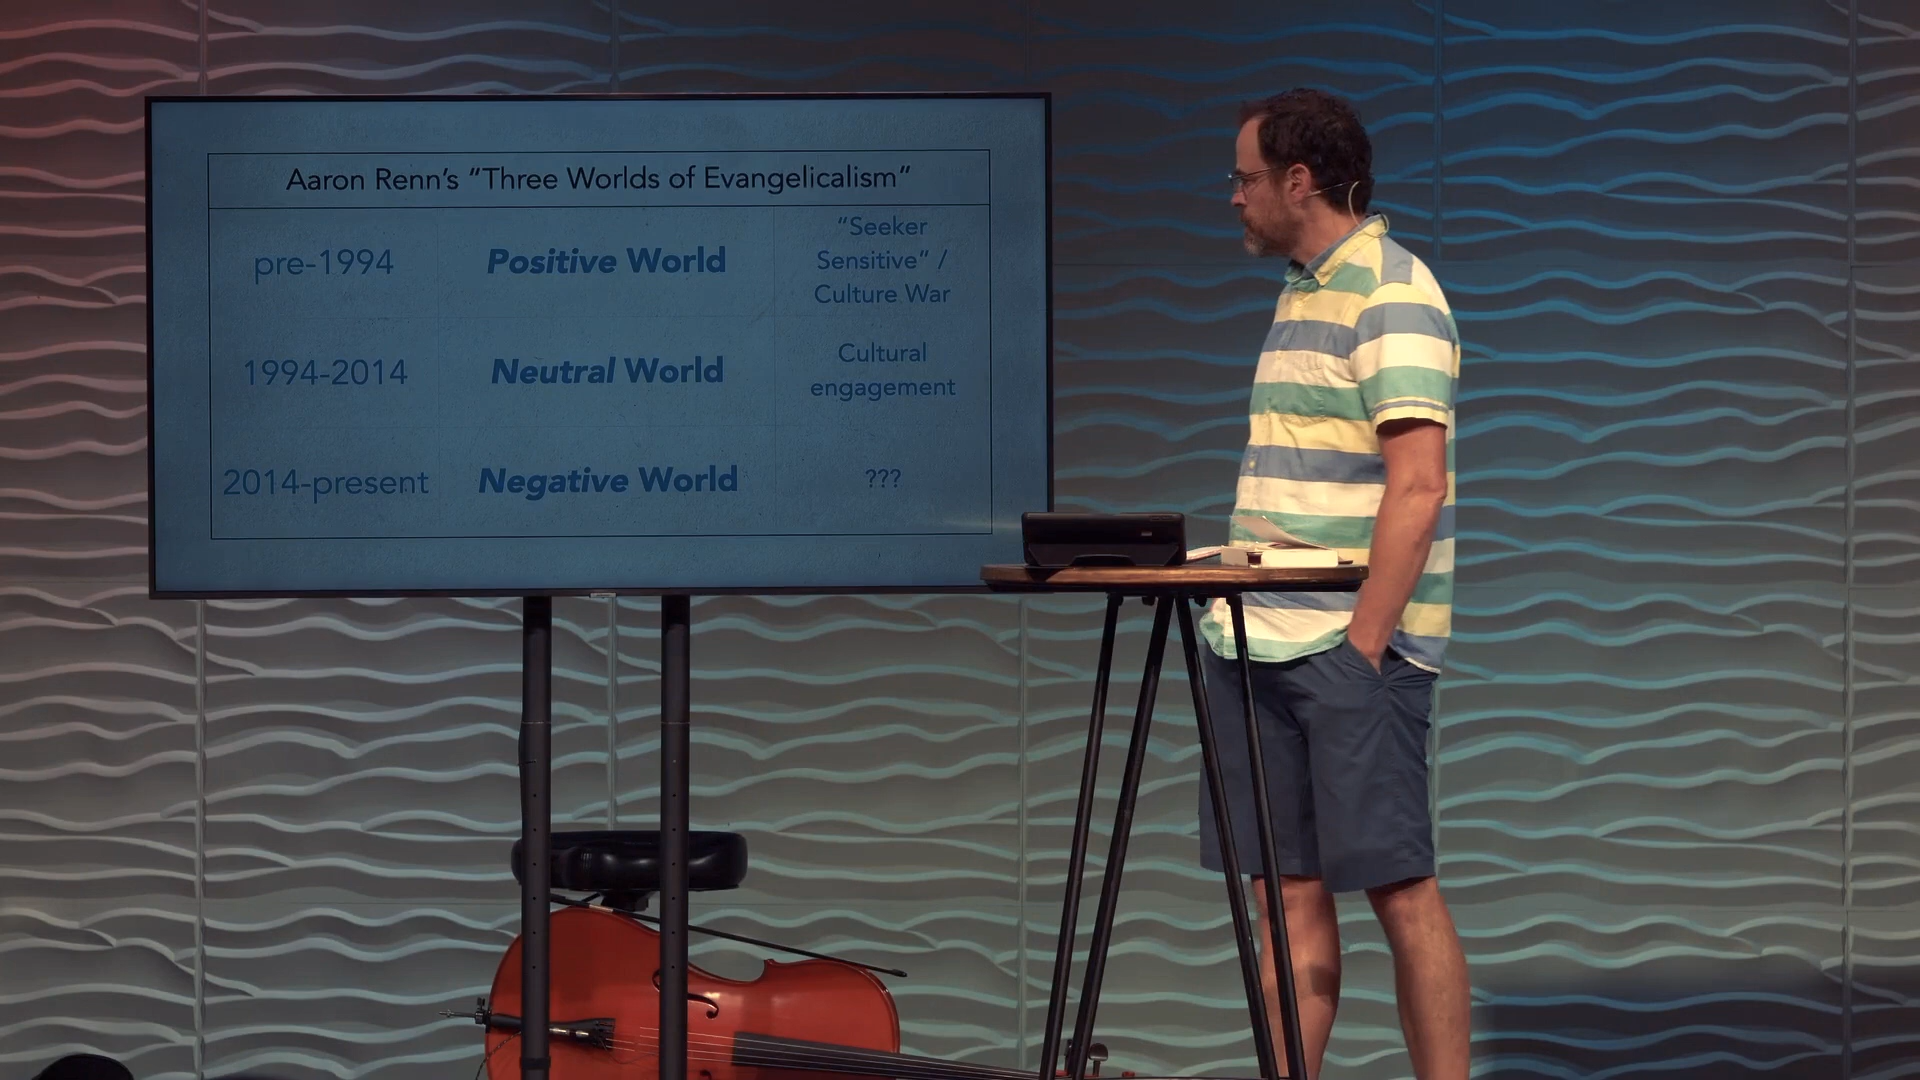 Aaron Renn's "Three Worlds of Evangelicalism"
pre-1994
Positive World
"Seeker
Sensitive" /
Culture War
1994-2014
Neutral World
Cultural
engagement
2014-present
Negative World
???